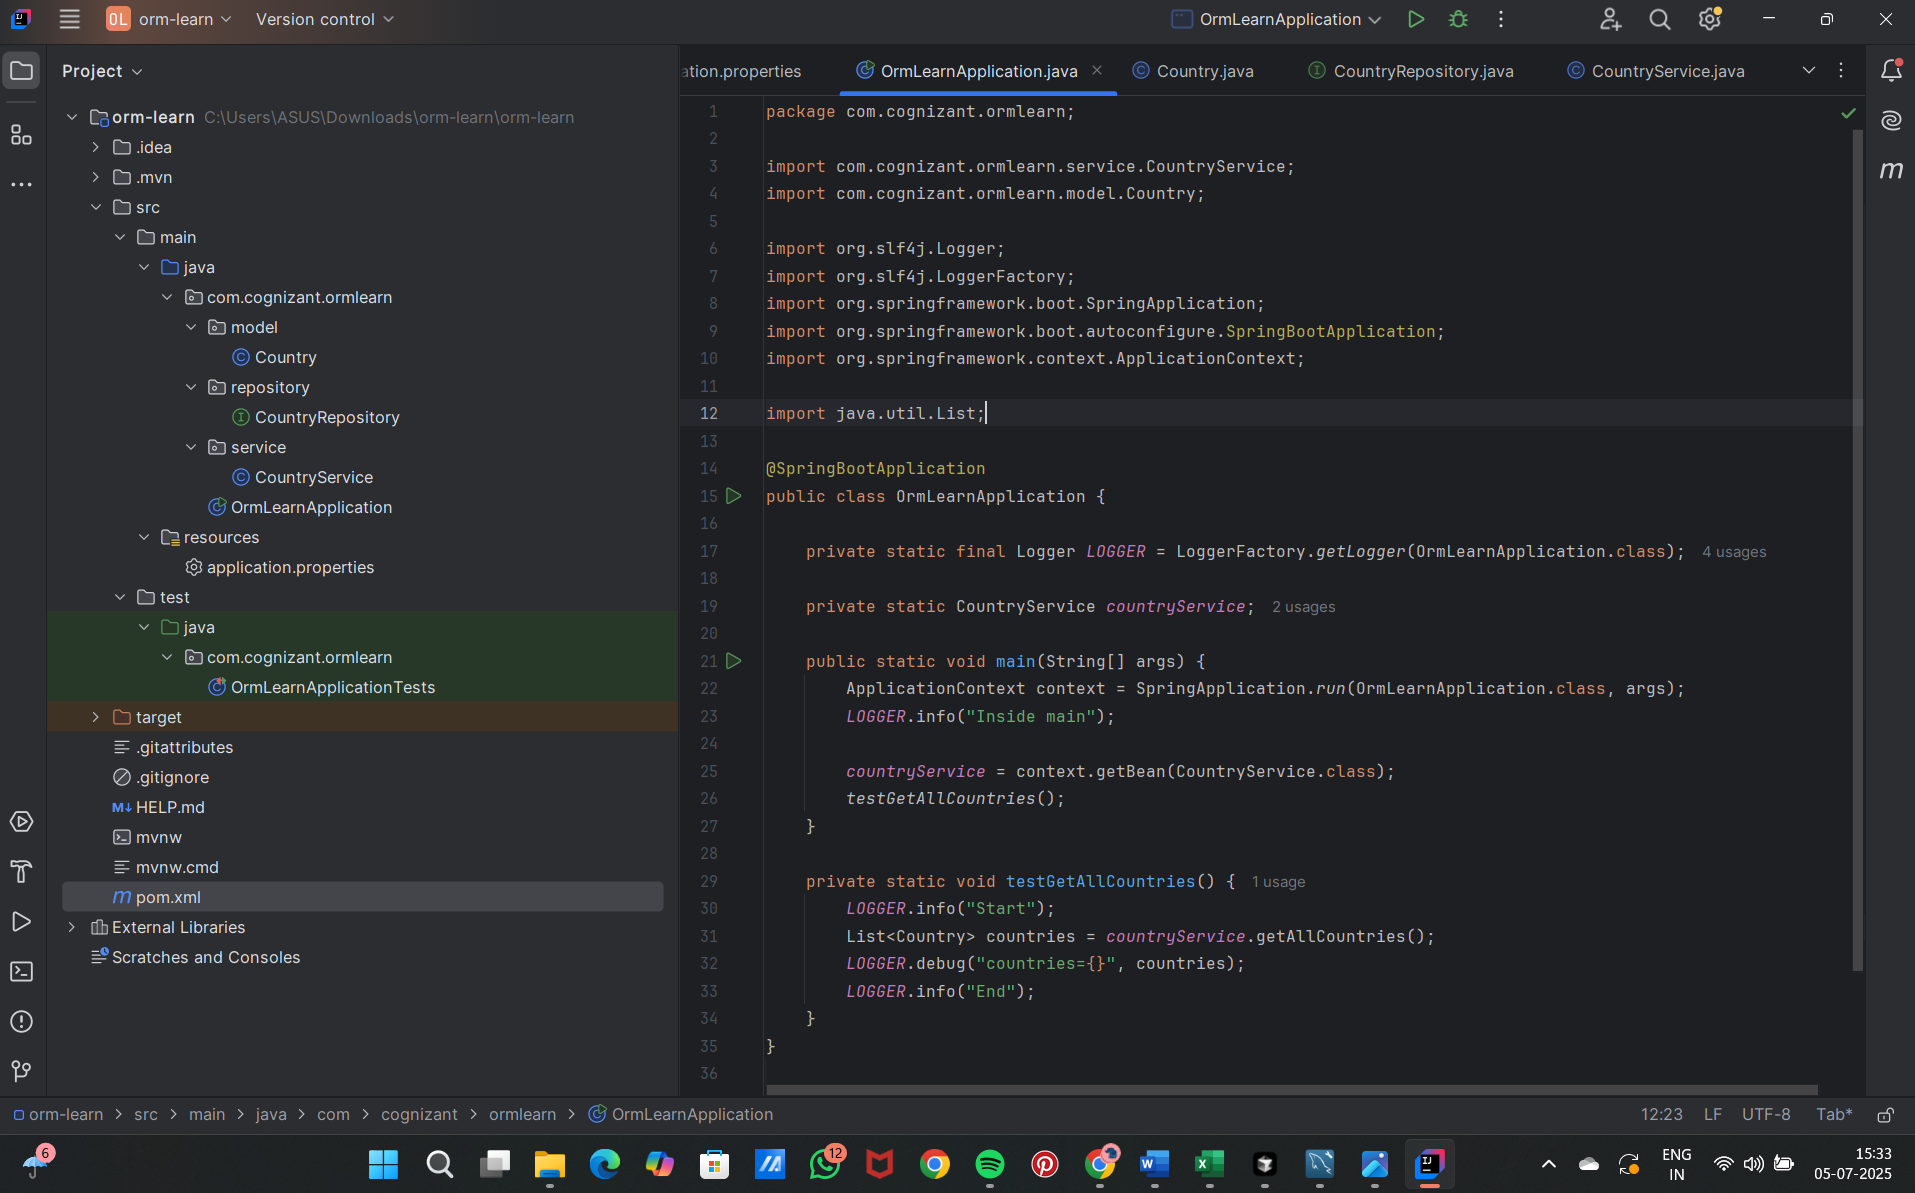 OL orm-learn Version control OrmLearnApplication
Project
orm-learn C:\Users\ASUS\Downloads\orm-learn\orm-learn
.idea
.mvn
src
main
java
com.cognizant.ormlearn
model
Country
repository
CountryRepository
service
CountryService
OrmLearnApplication
resources
application.properties
test
java
com.cognizant.ormlearn
OrmLearnApplicationTests
target
.gitattributes
.gitignore
HELP.md
mvnw
mvnw.cmd
pom.xml
External Libraries
Scratches and Consoles
ation.properties OrmLearnApplication.java Country.java CountryRepository.java CountryService.java
1 package com.cognizant.ormlearn;
2
3 import com.cognizant.ormlearn.service.CountryService;
4 import com.cognizant.ormlearn.model.Country;
5
6 import org.slf4j.Logger;
7 import org.slf4j.LoggerFactory;
8 import org.springframework.boot.SpringApplication;
9 import org.springframework.boot.autoconfigure.SpringBootApplication;
10 import org.springframework.context.ApplicationContext;
11
12 import java.util.List;
13
14 @SpringBootApplication
15 public class OrmLearnApplication {
16
17 private static final Logger LOGGER = LoggerFactory.getLogger(OrmLearnApplication.class); 4 usages
18
19 private static CountryService countryService; 2 usages
20
21 public static void main(String[] args) {
22 ApplicationContext context = SpringApplication.run(OrmLearnApplication.class, args);
23 LOGGER.info("Inside main");
24
25 countryService = context.getBean(CountryService.class);
26 testGetAllCountries();
27 }
28
29 private static void testGetAllCountries() { 1 usage
30 LOGGER.info("Start");
31 List<Country> countries = countryService.getAllCountries();
32 LOGGER.debug("countries={}", countries);
33 LOGGER.info("End");
34 }
35 }
36
orm-learn > src > main > java > com > cognizant > ormlearn > OrmLearnApplication 12:23 LF UTF-8 Tab*
6 12 ENG 15:33
IN 05-07-2025